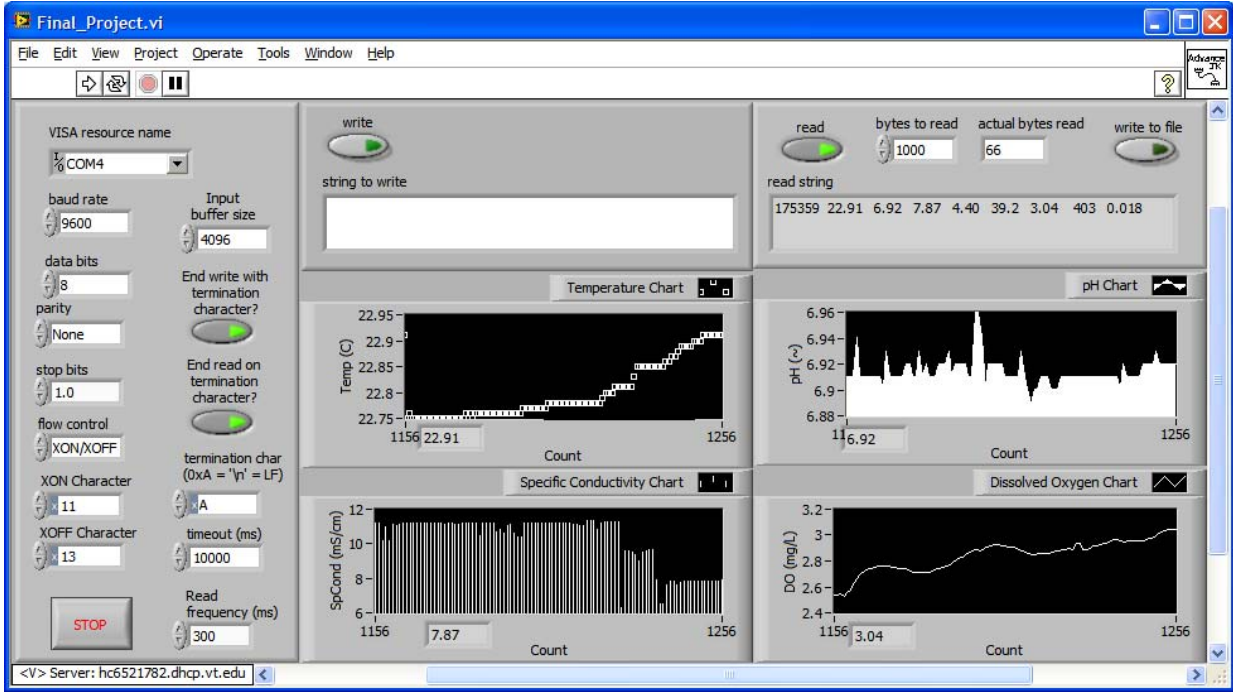 Final_Project.vi
File Edit View Project Operate Tools Window Help
Advance
JK
VISA resource name
COM4
baud rate
9600
Input
buffer size
4096
data bits
8
End write with
termination
character?
parity
None
stop bits
1.0
End read on
termination
character?
flow control
XON/XOFF
termination char
(0xA = '\n' = LF)
x A
XON Character
x 11
XOFF Character
x 13
timeout (ms)
10000
Read
frequency (ms)
300
STOP
write
string to write
read
bytes to read
1000
actual bytes read
66
write to file
read string
175359 22.91 6.92 7.87 4.40 39.2 3.04 403 0.018
Temperature Chart
Temp (C)
22.95
22.9
22.85
22.8
22.75
1156
22.91
1256
Count
pH Chart
pH (~)
6.96
6.94
6.92
6.9
6.88
11
6.92
1256
Count
Specific Conductivity Chart
SpCond (mS/cm)
12
10
8
6
1156
7.87
1256
Count
Dissolved Oxygen Chart
DO (mg/L)
3.2
3
2.8
2.6
2.4
1156
3.04
1256
Count
<V> Server: hc6521782.dhcp.vt.edu